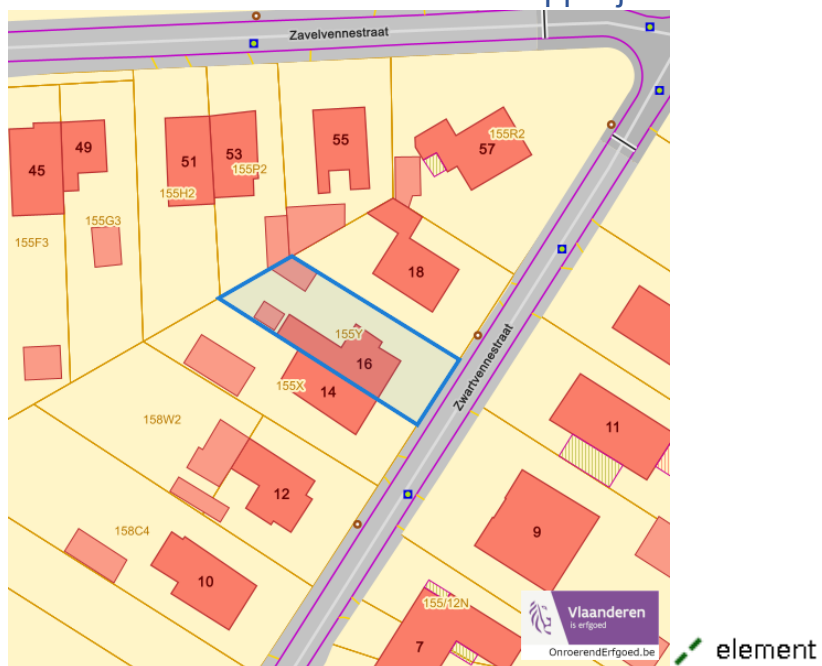 Zavelvennestraat
45
49
51
53
55
57
155R2
155P2
155H2
155G3
155F3
18
155Y
16
155X
14
Zwartvennestraat
158W2
11
12
9
158C4
10
155/12N
7
Vlaanderen
is erfgoed
OnroerendErfgoed.be
element